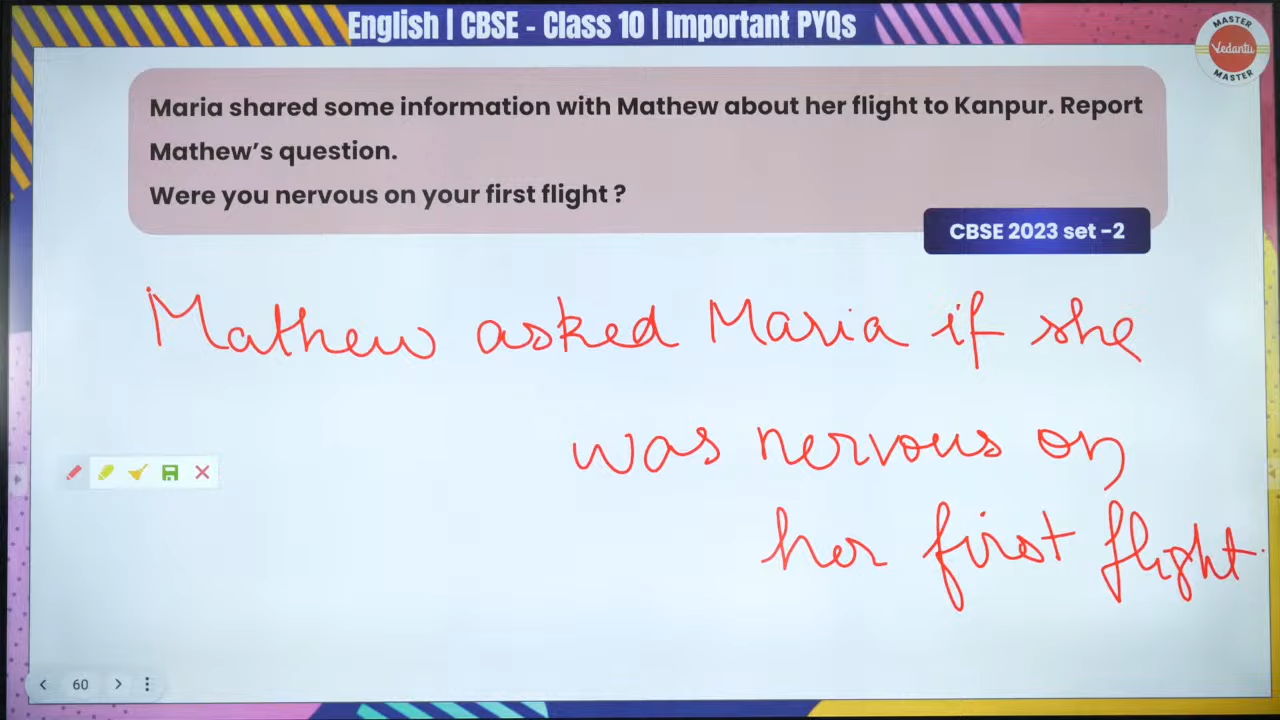 English | CBSE - Class 10 | Important PYQs
MASTER
Vedantu
MASTER
Maria shared some information with Mathew about her flight to Kanpur. Report
Mathew's question.
Were you nervous on your first flight ?
CBSE 2023 set -2
Mathew asked Maria if she
was nervous on
her first flight.
60